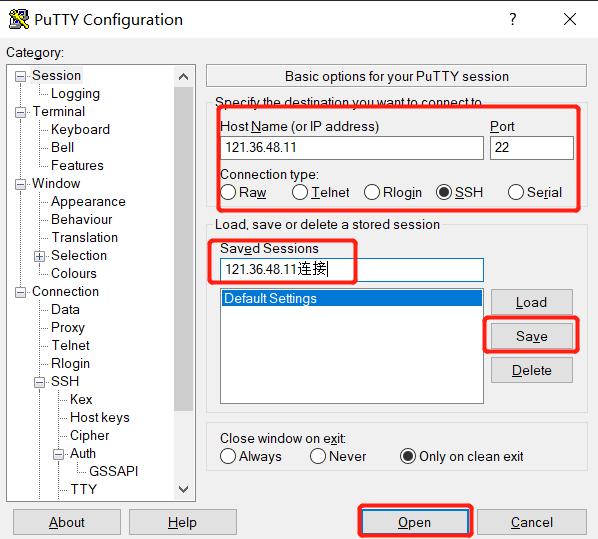 PuTTY Configuration
Category:
Session
Logging
Terminal
Keyboard
Bell
Features
Window
Appearance
Behaviour
Translation
Selection
Colours
Connection
Data
Proxy
Telnet
Rlogin
SSH
Kex
Host keys
Cipher
Auth
GSSAPI
TTY
Basic options for your PuTTY session
Specify the destination you want to connect to
Host Name (or IP address) Port
121.36.48.11 22
Connection type:
Raw Telnet Rlogin SSH Serial
Load, save or delete a stored session
Saved Sessions
121.36.48.11连接
Default Settings
Load
Save
Delete
Close window on exit:
Always Never Only on clean exit
About Help Open Cancel